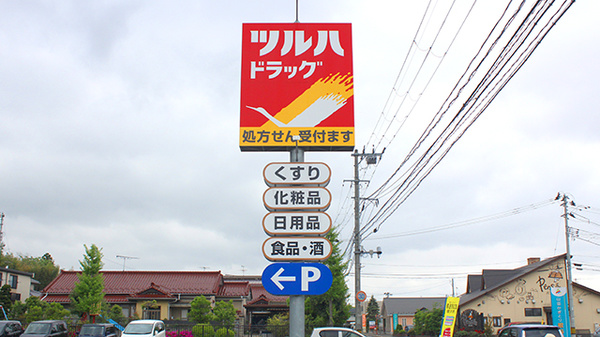 ツルハ
ドラッグ
処方せん受付ます
くすり
化粧品
日用品
食品・酒
←P